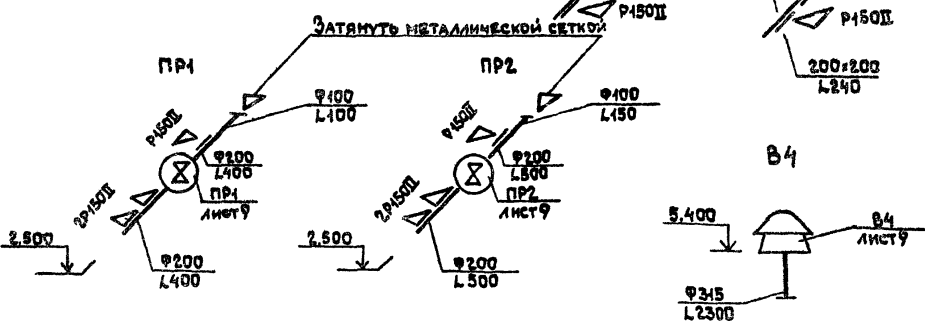 Р150II
ЗАТЯНУТЬ МЕТАЛЛИЧЕСКОЙ СЕТКОЙ
Р150II
200×200
L240
ПР1
ПР2
В4
Ф100
L100
Ф100
L150
Р150II
Р150II
Ф200
L400
Ф200
L500
2Р150II
2Р150II
ПР1
ЛИСТ9
ПР2
ЛИСТ9
2.500
2.500
5.400
В4
ЛИСТ9
Ф200
L400
Ф200
L500
Ф315
L2300